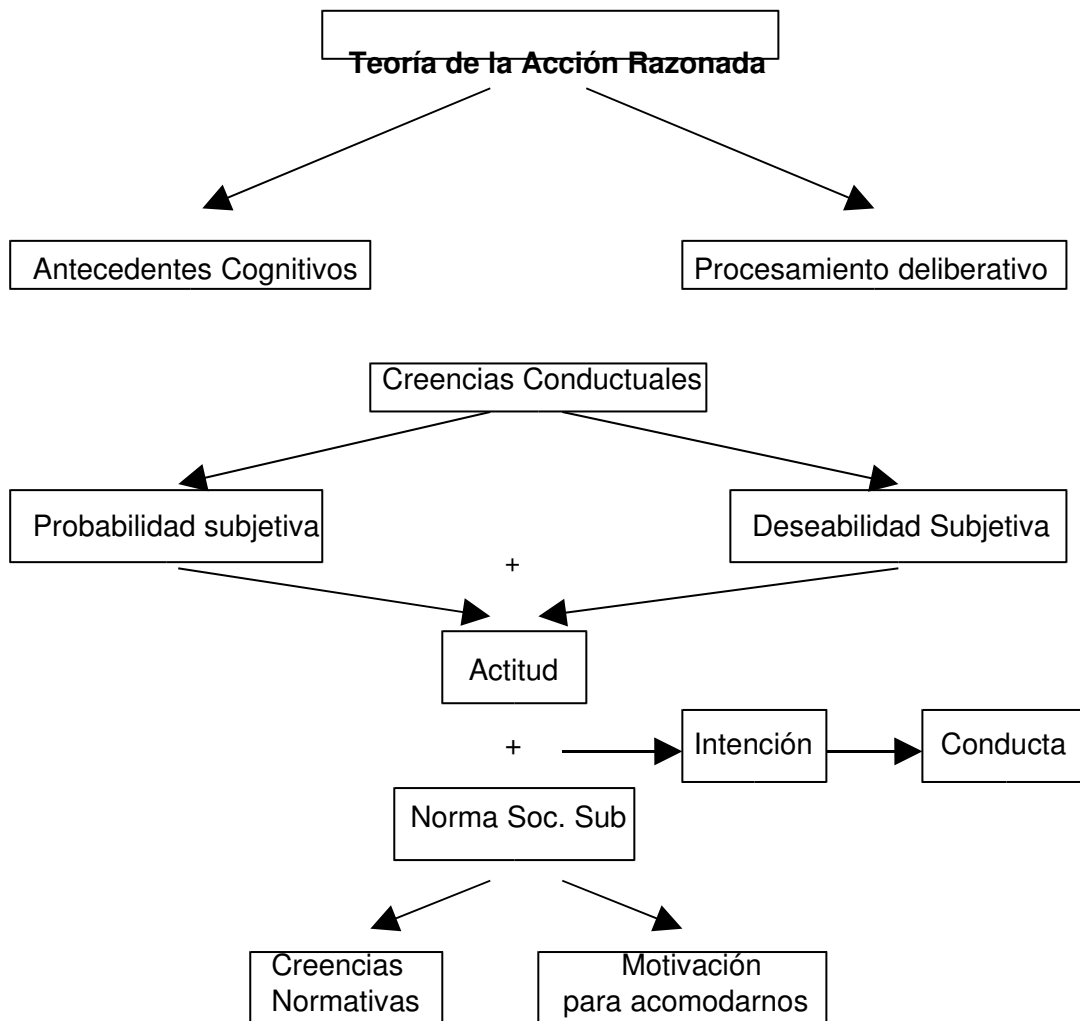 Teoría de la Acción Razonada
Antecedentes Cognitivos
Procesamiento deliberativo
Creencias Conductuales
Probabilidad subjetiva
Deseabilidad Subjetiva
+
Actitud
+
Intención
Conducta
Norma Soc. Sub
Creencias
Normativas
Motivación
para acomodarnos